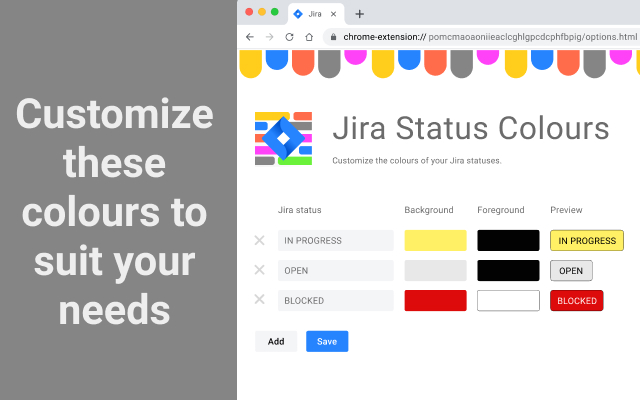 Customize
these
colours to
suit your
needs
Jira
chrome-extension:// pomcmaoaoniieaclcghlgpcdcphfbpig/options.html
Jira Status Colours
Customize the colours of your Jira statuses.
Jira status Background Foreground Preview
IN PROGRESS IN PROGRESS
OPEN OPEN
BLOCKED BLOCKED
Add Save